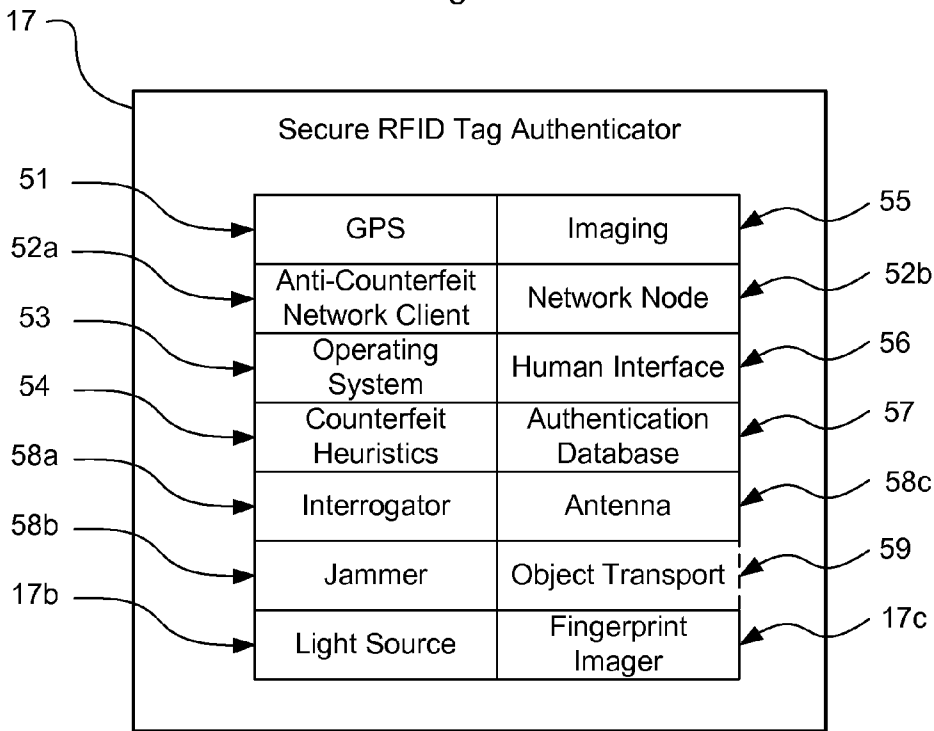 17
Secure RFID Tag Authenticator
51
GPS
Imaging
55
52a
Anti-Counterfeit
Network Client
Network Node
52b
53
Operating
System
Human Interface
56
54
Counterfeit
Heuristics
Authentication
Database
57
58a
Interrogator
Antenna
58c
58b
Jammer
Object Transport
59
17b
Light Source
Fingerprint
Imager
17c